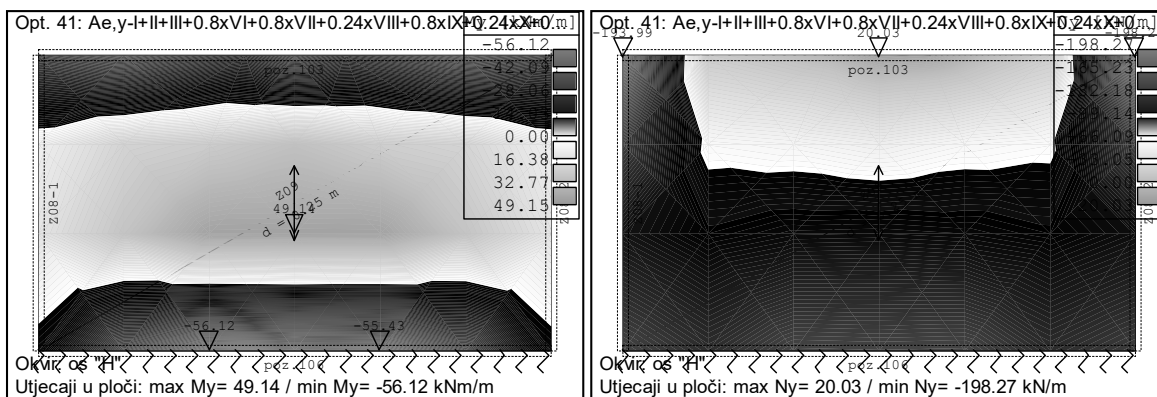 Opt. 41: Ae,y-I+II+III+0.8xVI+0.8xVII+0.24xVIII+0.8xIX+0.24xX+0
-56.12
-42.09
0.00
16.38
32.77
49.15
poz.103
Z08-1
Z09
49.14
-56.12
-55.43
Okvir, os "H"
poz.106
Utjecaji u ploči: max My= 49.14 / min My= -56.12 kNm/m
Opt. 41: Ae,y-I+II+III+0.8xVI+0.8xVII+0.24xVIII+0.8xIX+0.24xX+0
-193.99
20.03
poz.103
Okvir, os "H"
poz.106
Utjecaji u ploči: max Ny= 20.03 / min Ny= -198.27 kN/m